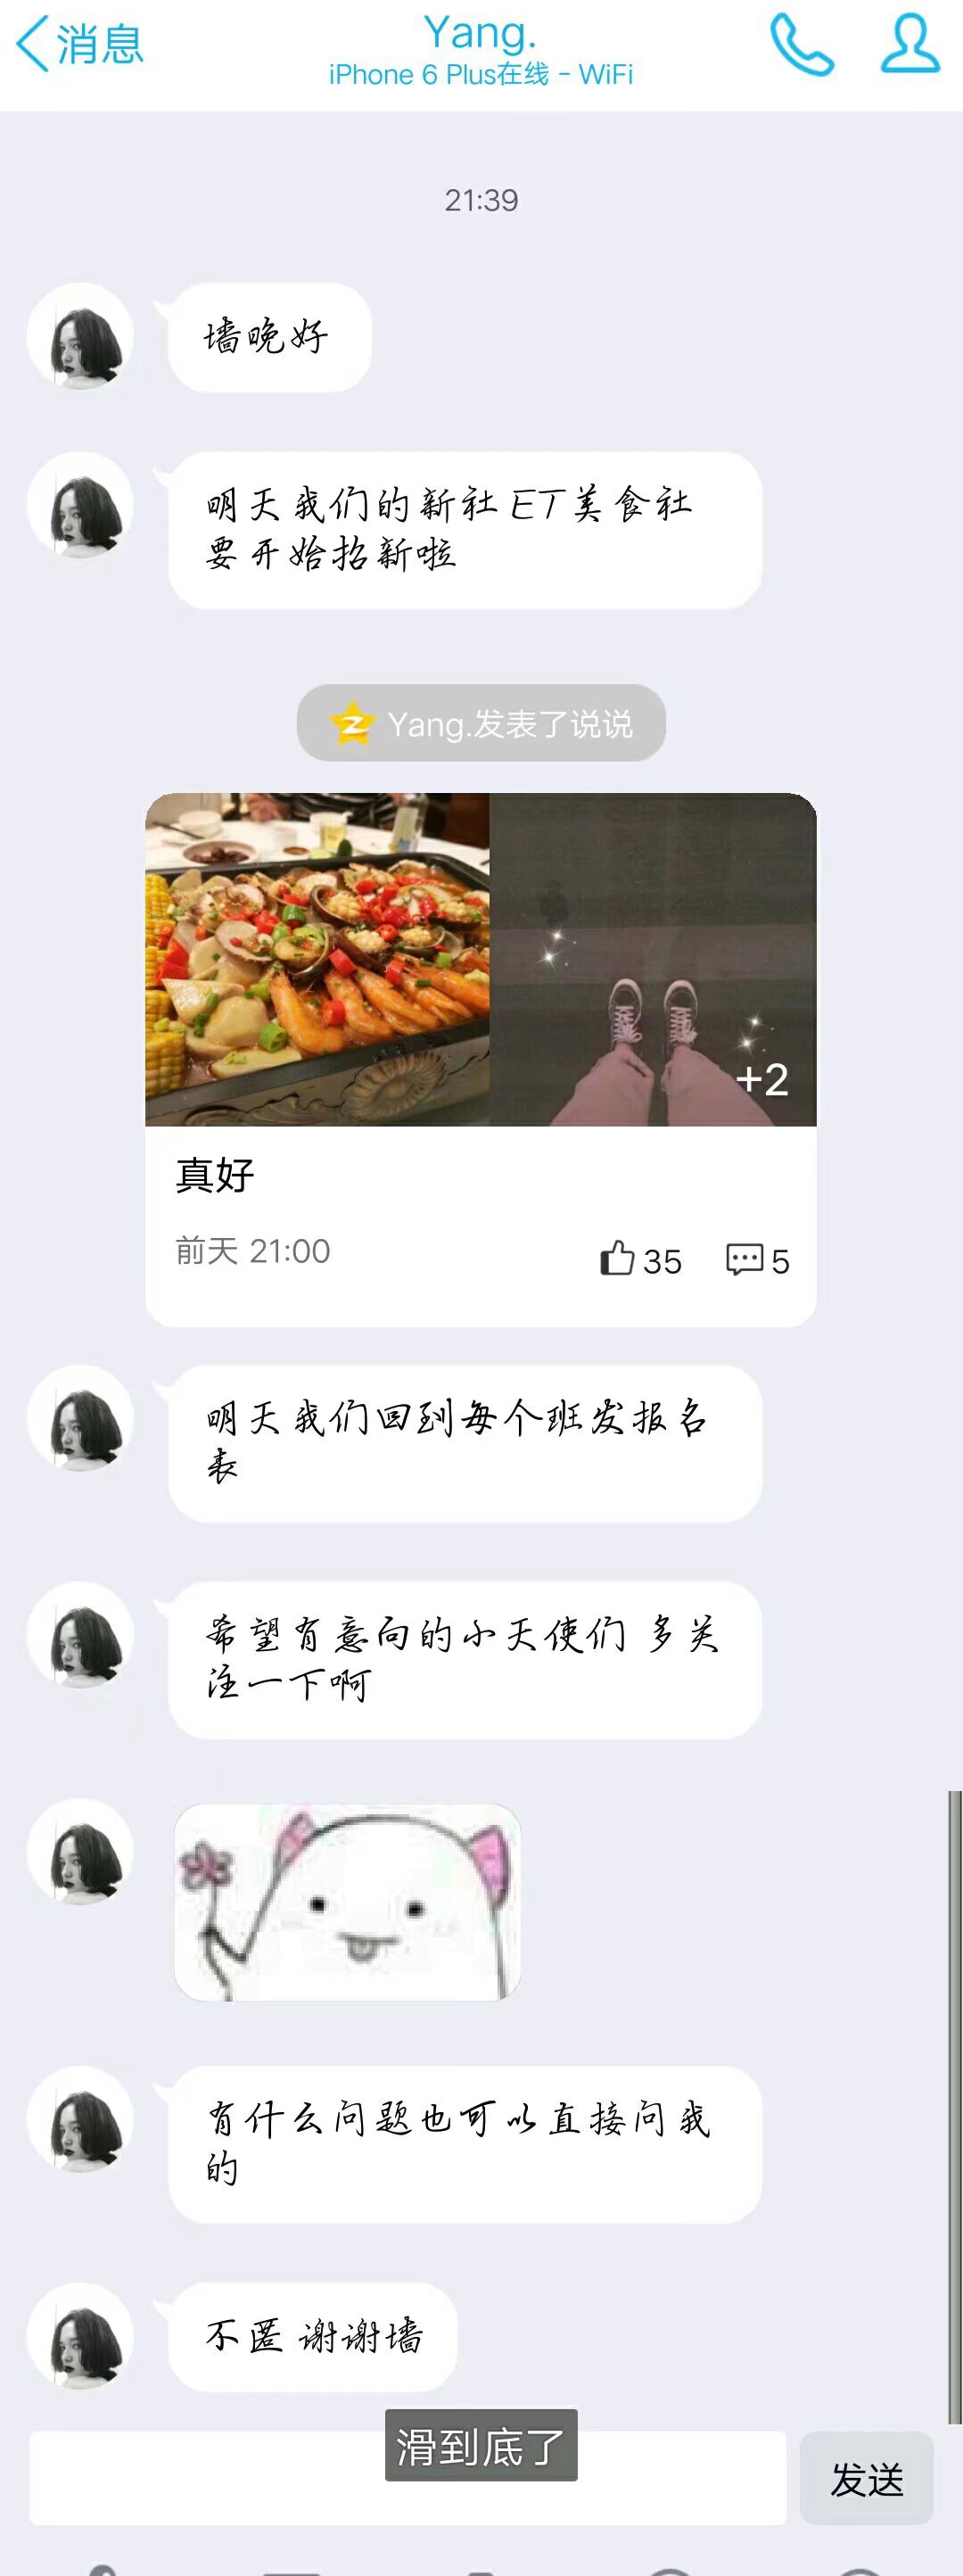 消息
Yang.
iPhone 6 Plus在线 - WiFi
21:39
墙晚好
明天我们的新社ET美食社
要开始招新啦
Yang.发表了说说
+2
真好
前天 21:00
35
5
明天我们回到每个班发报名
表
希望有意向的小天使们 多关
注一下啊
有什么问题也可以直接问我
的
不匿 谢谢墙
滑到底了
发送